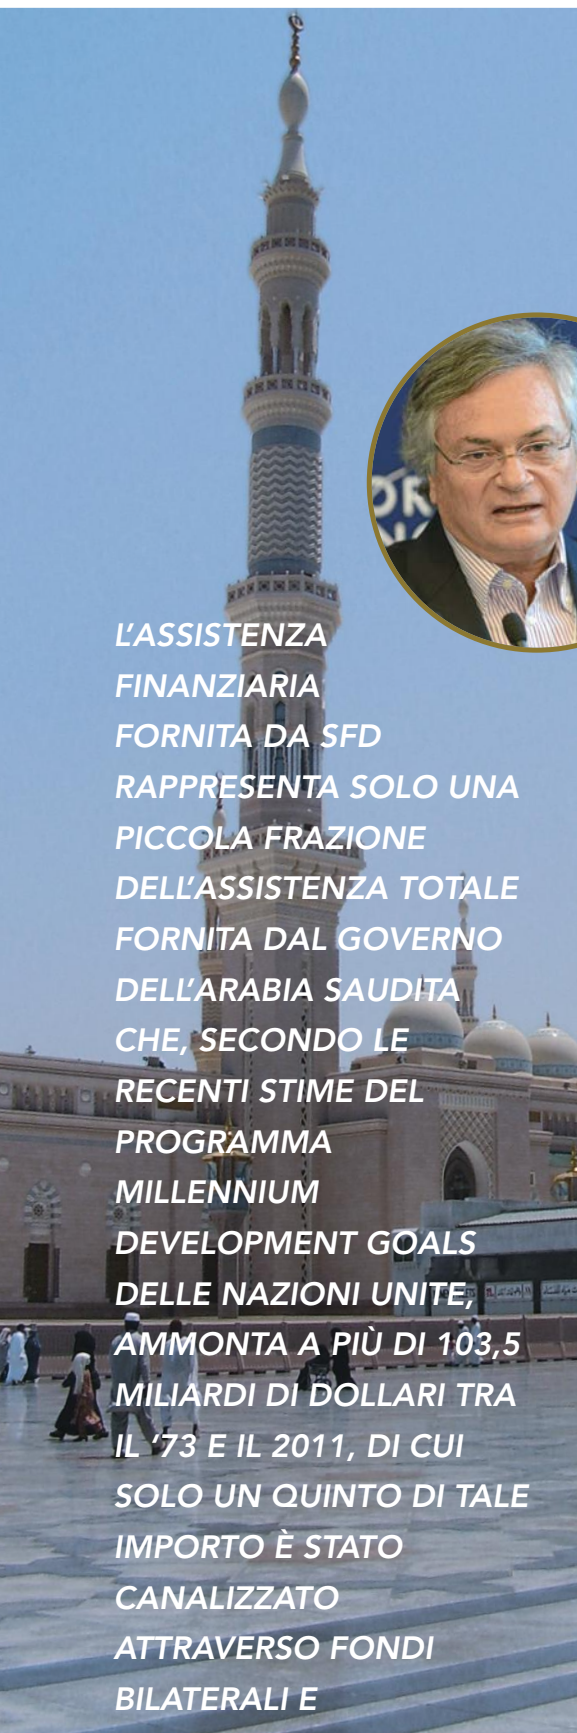 L'ASSISTENZA
FINANZIARIA
FORNITA DA SFD
RAPPRESENTA SOLO UNA
PICCOLA FRAZIONE
DELL'ASSISTENZA TOTALE
FORNITA DAL GOVERNO
DELL'ARABIA SAUDITA
CHE, SECONDO LE
RECENTI STIME DEL
PROGRAMMA
MILLENNIUM
DEVELOPMENT GOALS
DELLE NAZIONI UNITE,
AMMONTA A PIÙ DI 103,5
MILIARDI DI DOLLARI TRA
IL '73 E IL 2011, DI CUI
SOLO UN QUINTO DI TALE
IMPORTO È STATO
CANALIZZATO
ATTRAVERSO FONDI
BILATERALI E